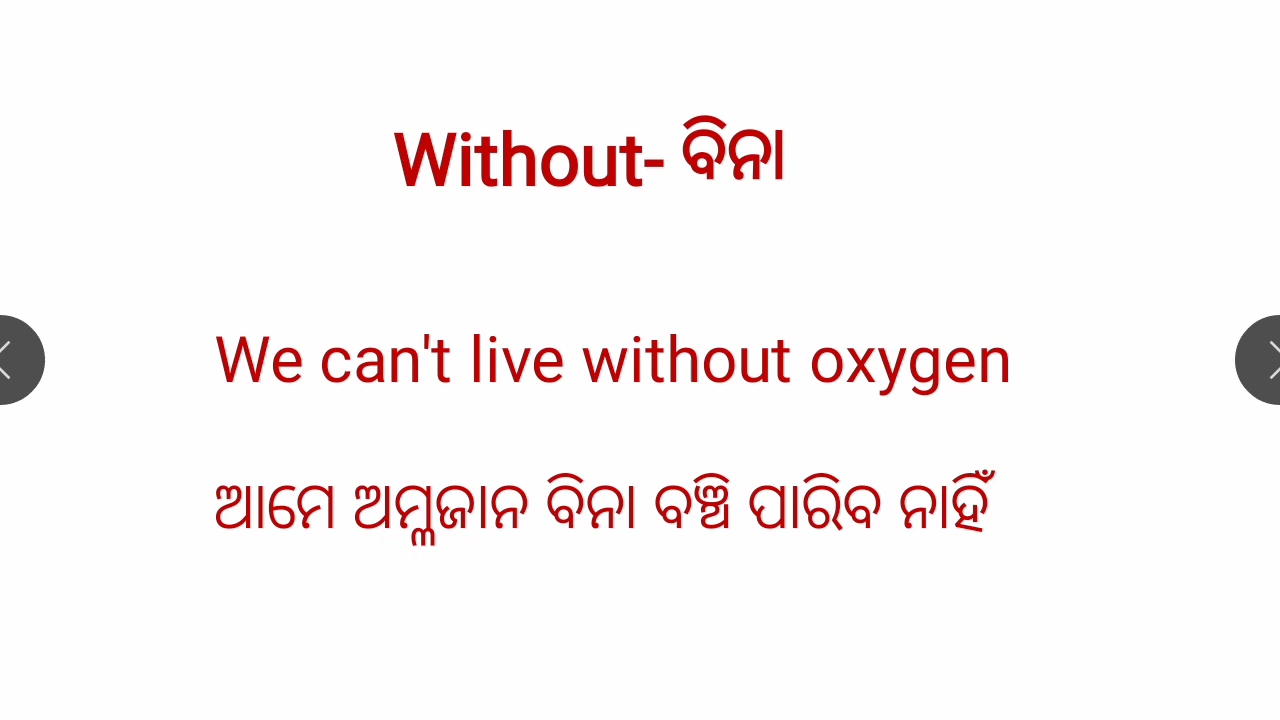 Without- ବିନା
We can't live without oxygen
ଆମେ ଅମ୍ଳଜାନ ବିନା ବଞ୍ଚି ପାରିବ ନାହିଁ